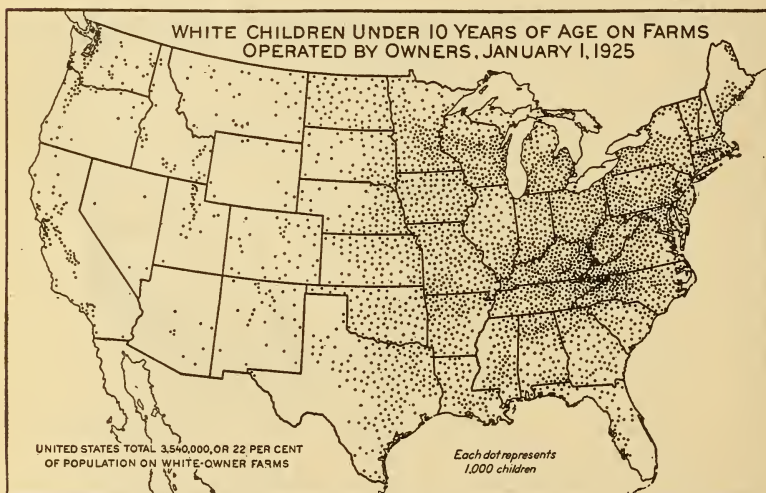 WHITE CHILDREN UNDER 10 YEARS OF AGE ON FARMS
OPERATED BY OWNERS, JANUARY 1, 1925
UNITED STATES TOTAL 3,540,000, OR 22 PER CENT
OF POPULATION ON WHITE-OWNER FARMS
Each dot represents
1,000 children